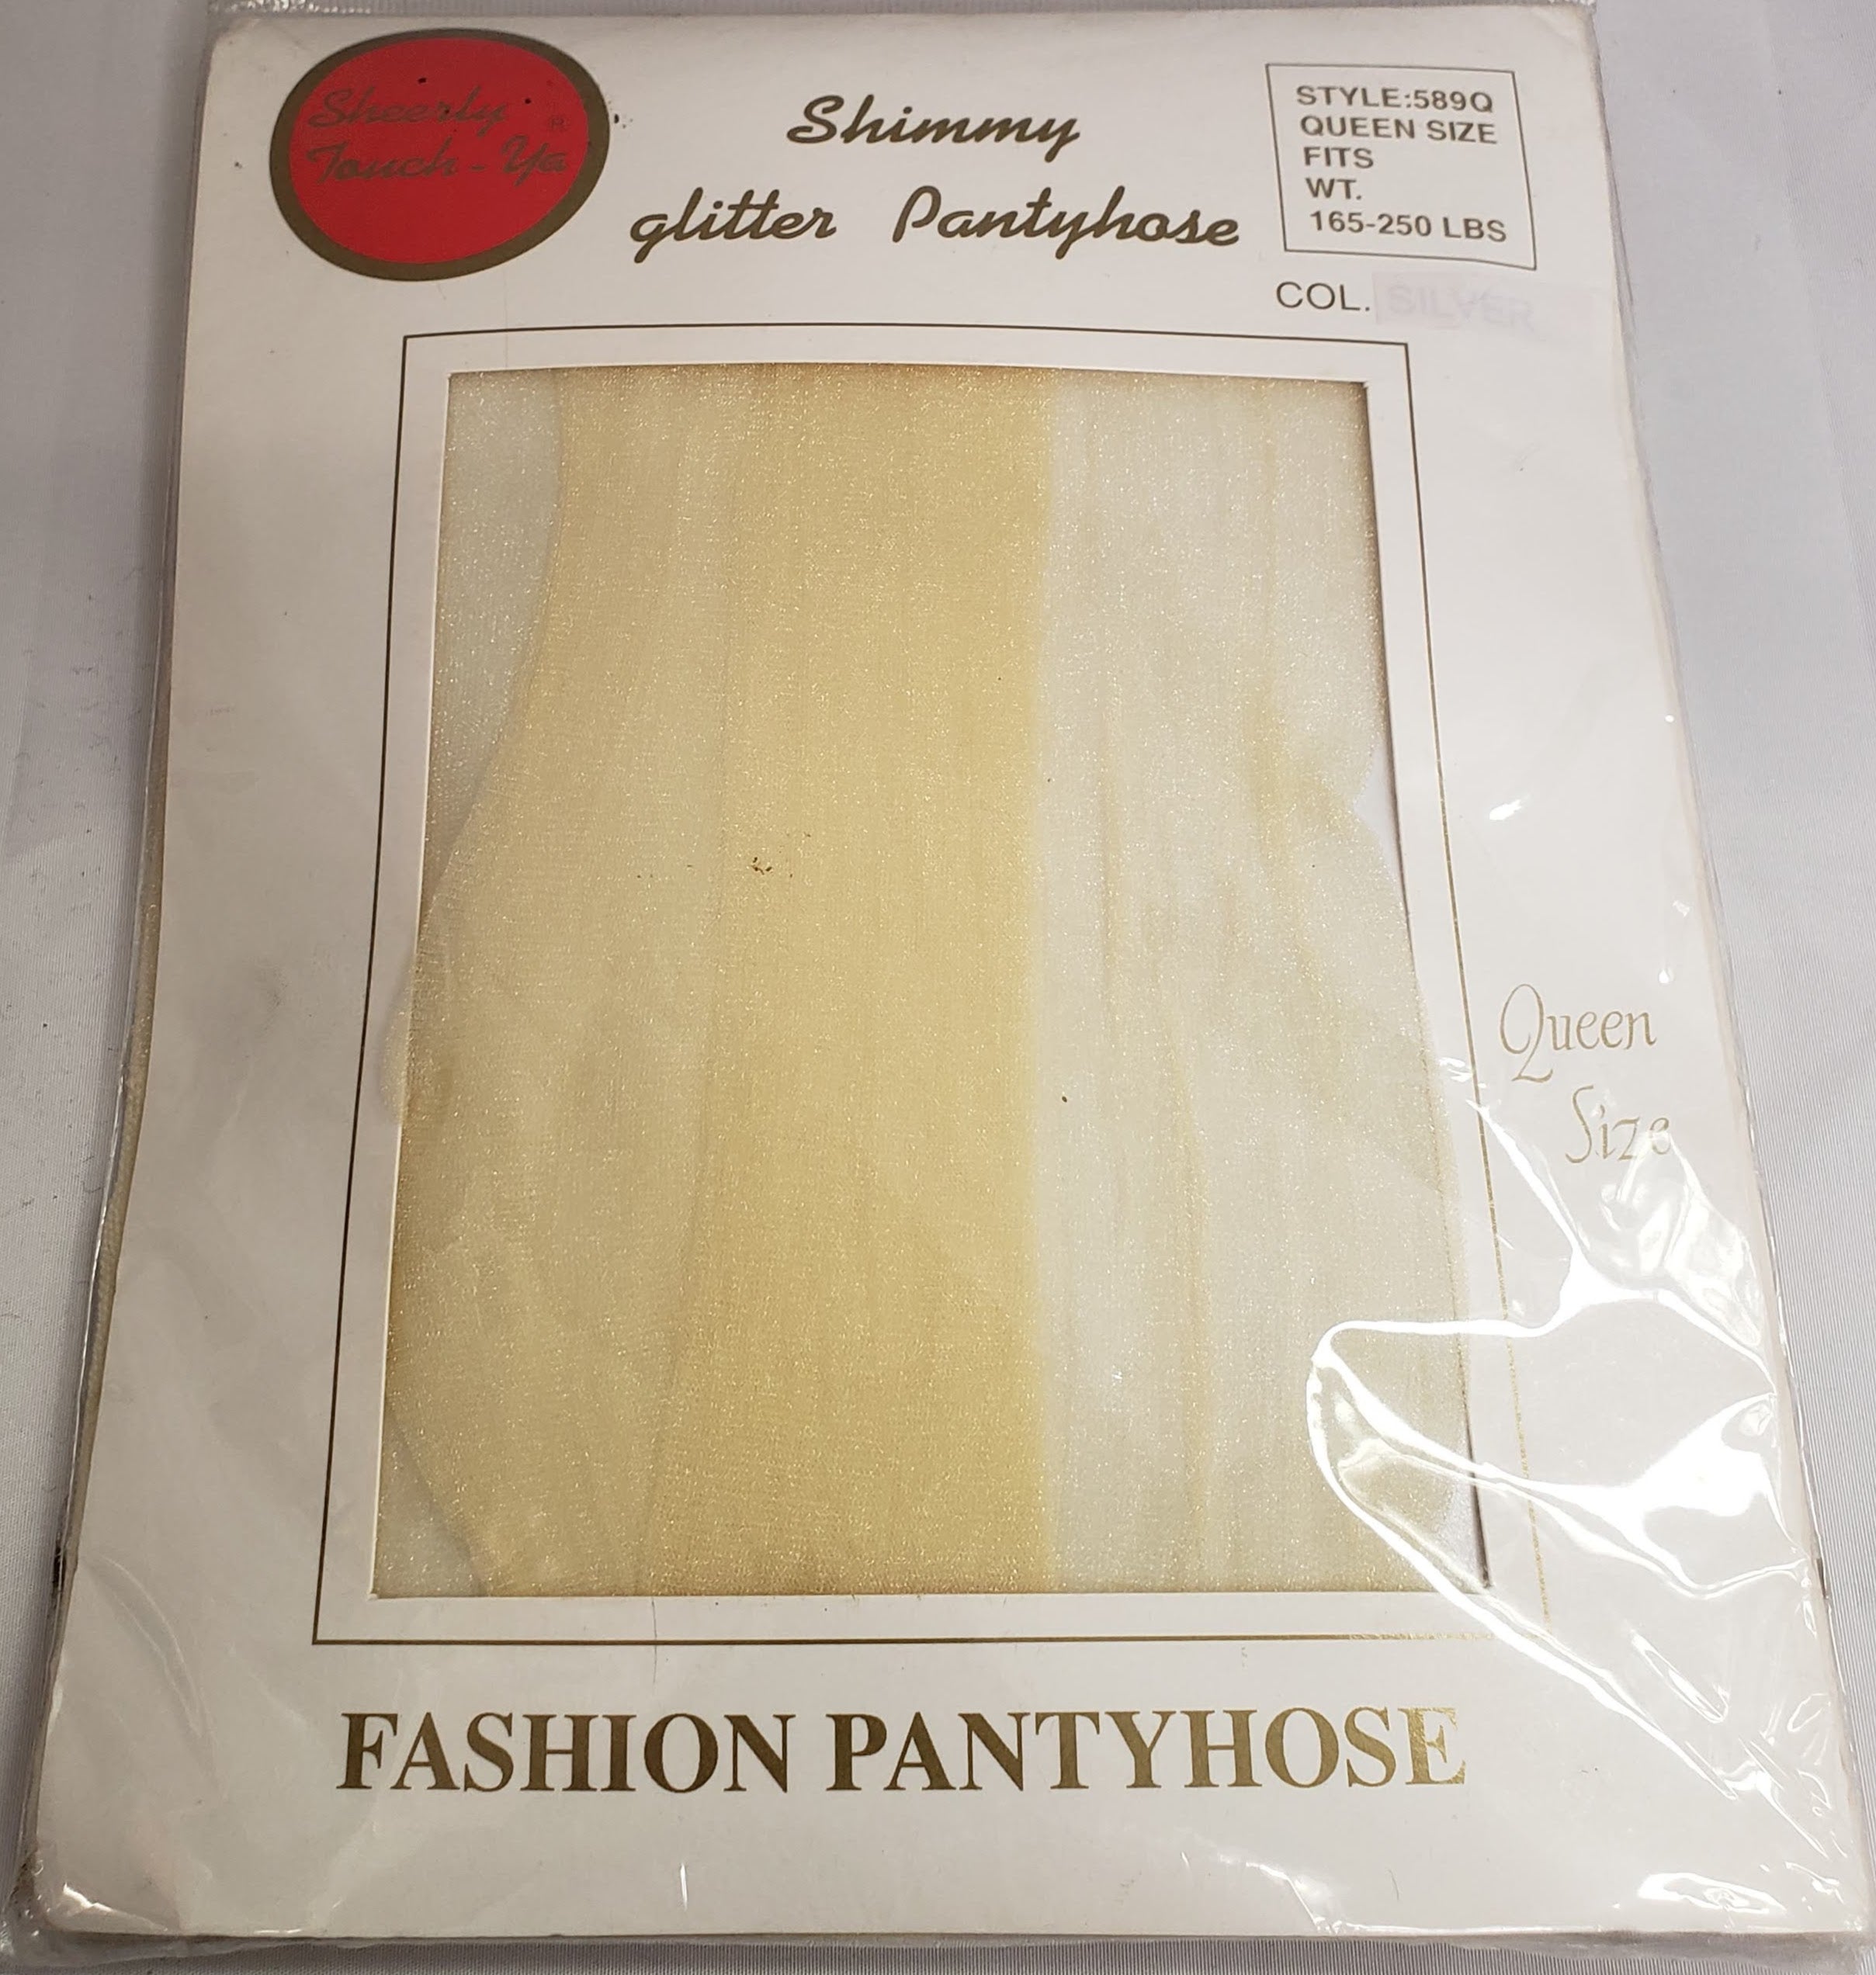 Sheerly
Touch-Ya ®
Shimmy
glitter Pantyhose
STYLE:589Q
QUEEN SIZE
FITS
WT.
165-250 LBS
COL. SILVER
Queen
Size
FASHION PANTYHOSE